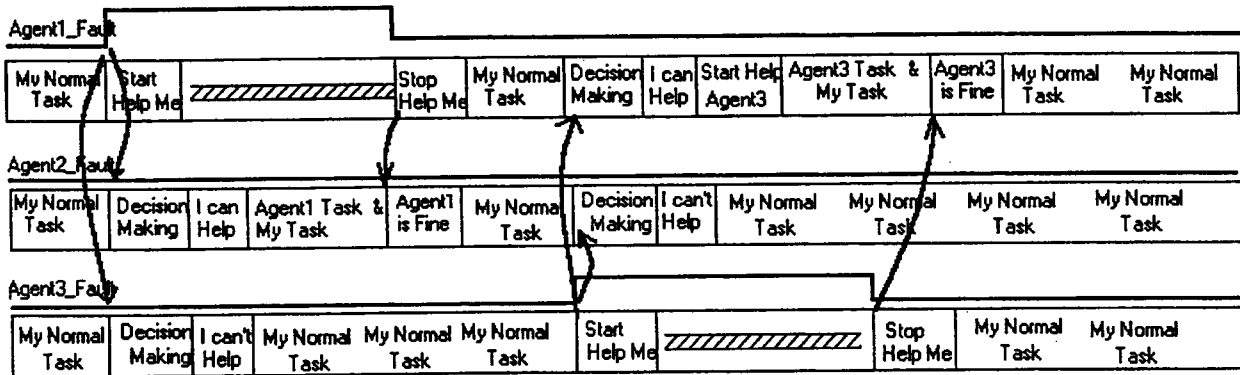 Agent1_Fault
My Normal Start Stop My Normal Decision I can Start Help Agent3 Task & Agent3 My Normal My Normal
Task Help Me Help Me Task Making Help Agent3 My Task is Fine Task Task
Agent2_Fault
My Normal Decision I can Agent1 Task & Agent1 My Normal Decision I can't My Normal My Normal My Normal My Normal
Task Making Help My Task is Fine Task Making Help Task Task Task Task
Agent3_Fault
My Normal Decision I can't My Normal My Normal My Normal Start Stop My Normal My Normal
Task Making Help Task Task Task Help Me Help Me Task Task